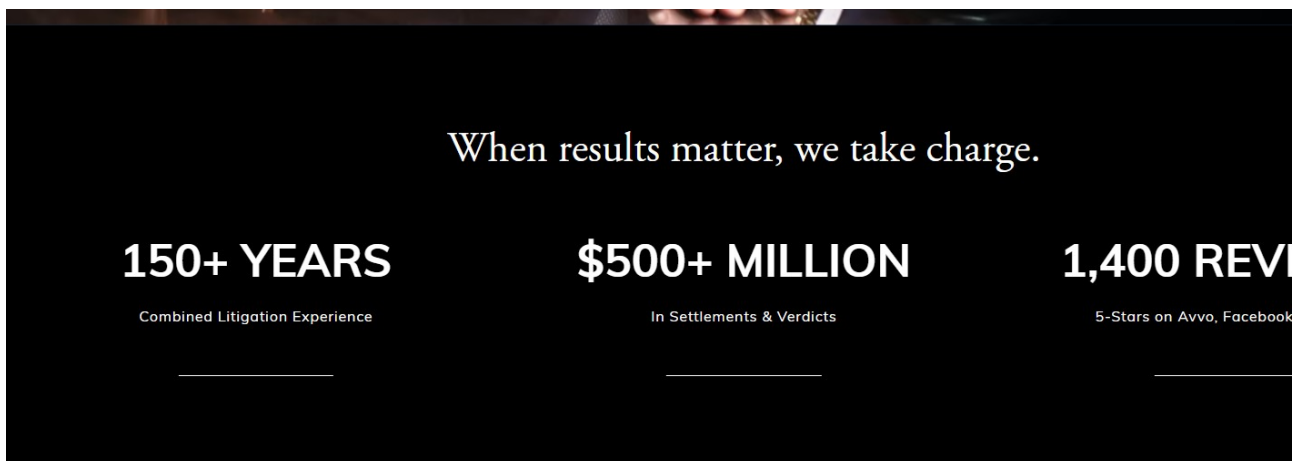 When results matter, we take charge.
150+ YEARS
$500+ MILLION
1,400
Combined Litigation Experience
In Settlements & Verdicts
5-Stars on Avvo, Facebook